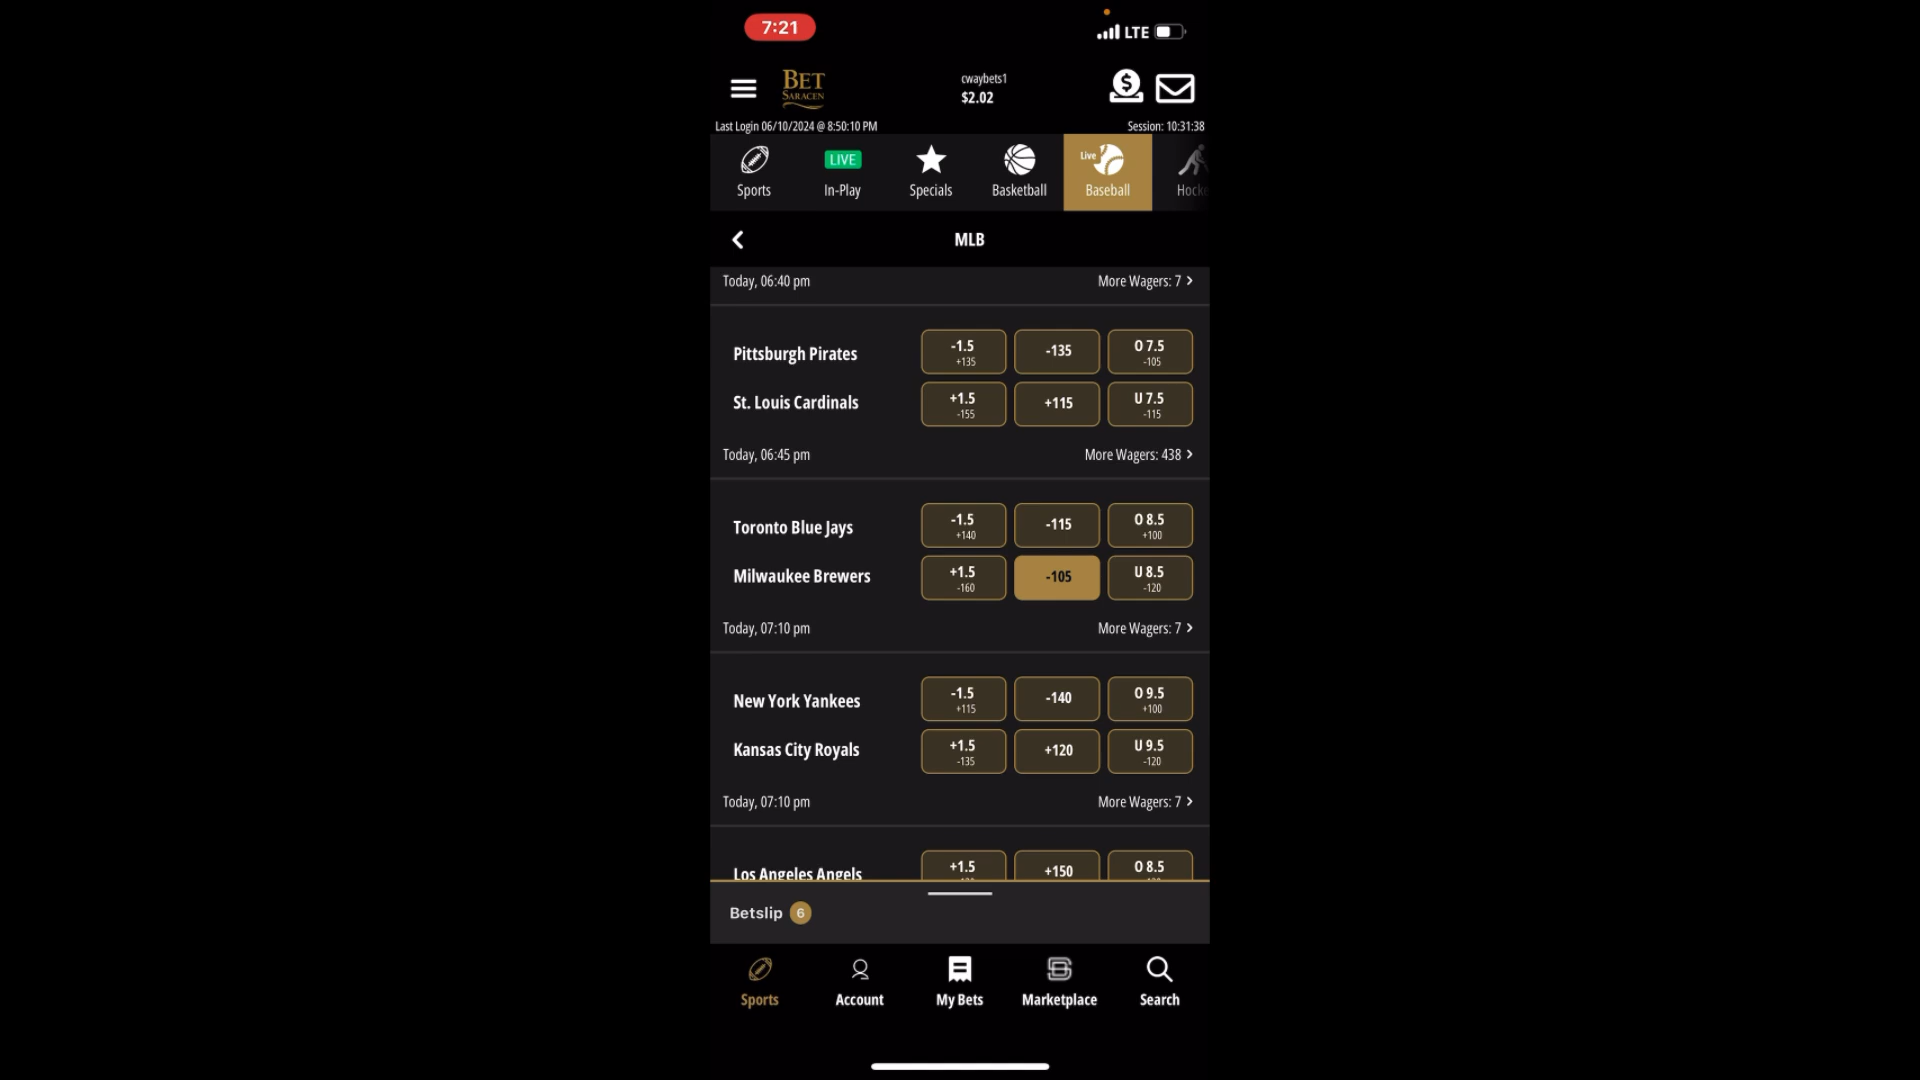 7:21
LTE
BET
SARACEN
cwaybets1
$2.02
Last Login 06/10/2024 @ 8:50:10 PM
Session: 10:31:38
Sports
LIVE
In-Play
Specials
Basketball
Live
Baseball
Hocke
MLB
Today, 06:40 pm
More Wagers: 7
Pittsburgh Pirates
-1.5
+135
-135
O 7.5
-105
St. Louis Cardinals
+1.5
-155
+115
U 7.5
-115
Today, 06:45 pm
More Wagers: 438
Toronto Blue Jays
-1.5
+140
-115
O 8.5
+100
Milwaukee Brewers
+1.5
-160
-105
U 8.5
-120
Today, 07:10 pm
More Wagers: 7
New York Yankees
-1.5
+115
-140
O 9.5
+100
Kansas City Royals
+1.5
-135
+120
U 9.5
-120
Today, 07:10 pm
More Wagers: 7
Los Angeles Angels
+1.5
+150
O 8.5
Betslip 6
Sports
Account
My Bets
Marketplace
Search